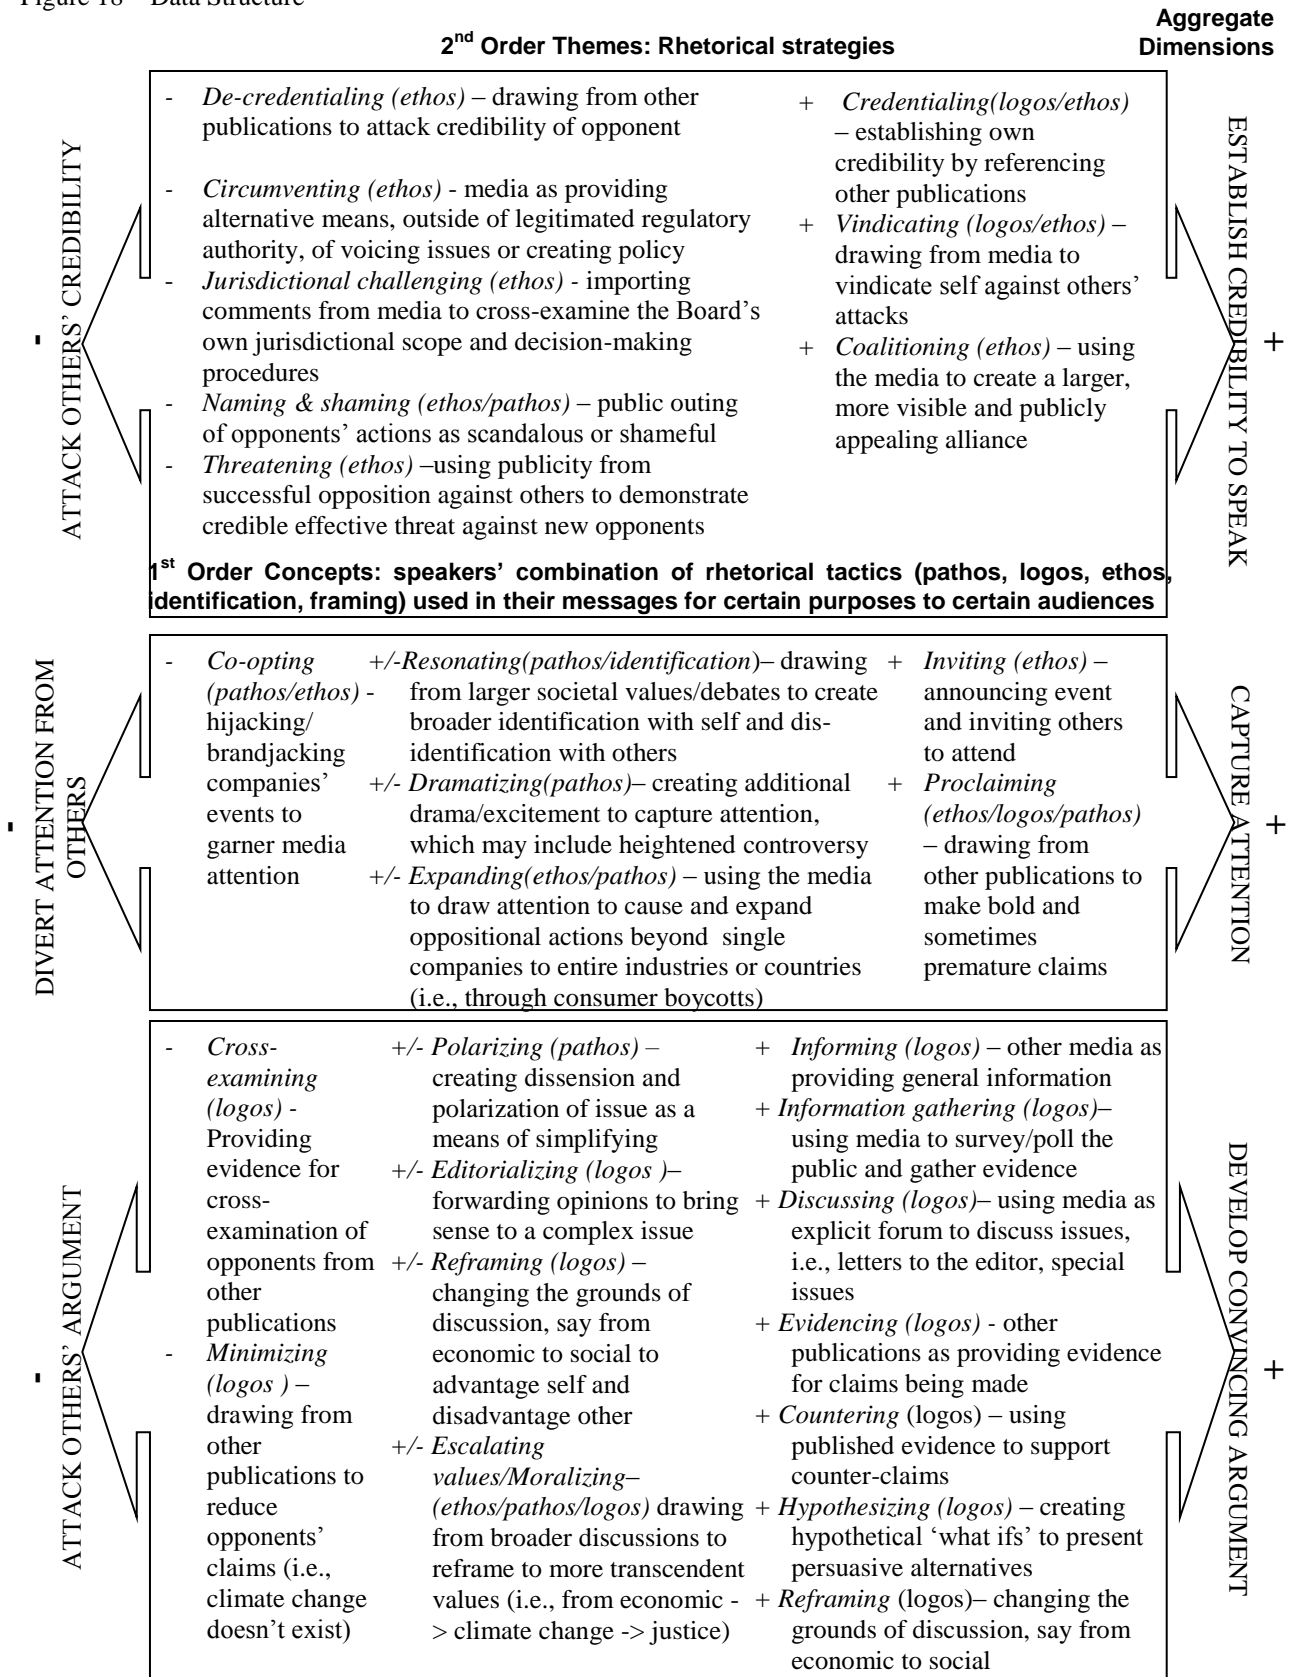 Figure 18 – Data Structure
Aggregate
Dimensions
2nd Order Themes: Rhetorical strategies
- ATTACK OTHERS' CREDIBILITY
- De-credentialing (ethos) – drawing from other
publications to attack credibility of opponent
- Circumventing (ethos) - media as providing
alternative means, outside of legitimated regulatory
authority, of voicing issues or creating policy
- Jurisdictional challenging (ethos) - importing
comments from media to cross-examine the Board's
own jurisdictional scope and decision-making
procedures
- Naming & shaming (ethos/pathos) – public outing
of opponents' actions as scandalous or shameful
- Threatening (ethos) –using publicity from
successful opposition against others to demonstrate
credible effective threat against new opponents
+ Credentialing(logos/ethos)
– establishing own
credibility by referencing
other publications
+ Vindicating (logos/ethos) –
drawing from media to
vindicate self against others'
attacks
+ Coalitioning (ethos) – using
the media to create a larger,
more visible and publicly
appealing alliance
ESTABLISH CREDIBILITY TO SPEAK
+
1st Order Concepts: speakers' combination of rhetorical tactics (pathos, logos, ethos,
identification, framing) used in their messages for certain purposes to certain audiences
-
DIVERT ATTENTION FROM
OTHERS
- Co-opting
(pathos/ethos) -
hijacking/
brandjacking
companies'
events to
garner media
attention
+/-Resonating(pathos/identification)– drawing
from larger societal values/debates to create
broader identification with self and dis-
identification with others
+/- Dramatizing(pathos)– creating additional
drama/excitement to capture attention,
which may include heightened controversy
+/- Expanding(ethos/pathos) – using the media
to draw attention to cause and expand
oppositional actions beyond single
companies to entire industries or countries
(i.e., through consumer boycotts)
+ Inviting (ethos) –
announcing event
and inviting others
to attend
+ Proclaiming
(ethos/logos/pathos)
– drawing from
other publications to
make bold and
sometimes
premature claims
CAPTURE ATTENTION
+
-
ATTACK OTHERS' ARGUMENT
- Cross-
examining
(logos) -
Providing
evidence for
cross-
examination of
opponents from
other
publications
- Minimizing
(logos ) –
drawing from
other
publications to
reduce
opponents'
claims (i.e.,
climate change
doesn't exist)
+/- Polarizing (pathos) –
creating dissension and
polarization of issue as a
means of simplifying
+/- Editorializing (logos )–
forwarding opinions to bring
sense to a complex issue
+/- Reframing (logos) –
changing the grounds of
discussion, say from
economic to social to
advantage self and
disadvantage other
+/- Escalating
values/Moralizing–
(ethos/pathos/logos) drawing
from broader discussions to
reframe to more transcendent
values (i.e., from economic -
> climate change -> justice)
+ Informing (logos) – other media as
providing general information
+ Information gathering (logos)–
using media to survey/poll the
public and gather evidence
+ Discussing (logos)– using media as
explicit forum to discuss issues,
i.e., letters to the editor, special
issues
+ Evidencing (logos) - other
publications as providing evidence
for claims being made
+ Countering (logos) – using
published evidence to support
counter-claims
+ Hypothesizing (logos) – creating
hypothetical 'what ifs' to present
persuasive alternatives
+ Reframing (logos)– changing the
grounds of discussion, say from
economic to social
DEVELOP CONVINCING ARGUMENT
+